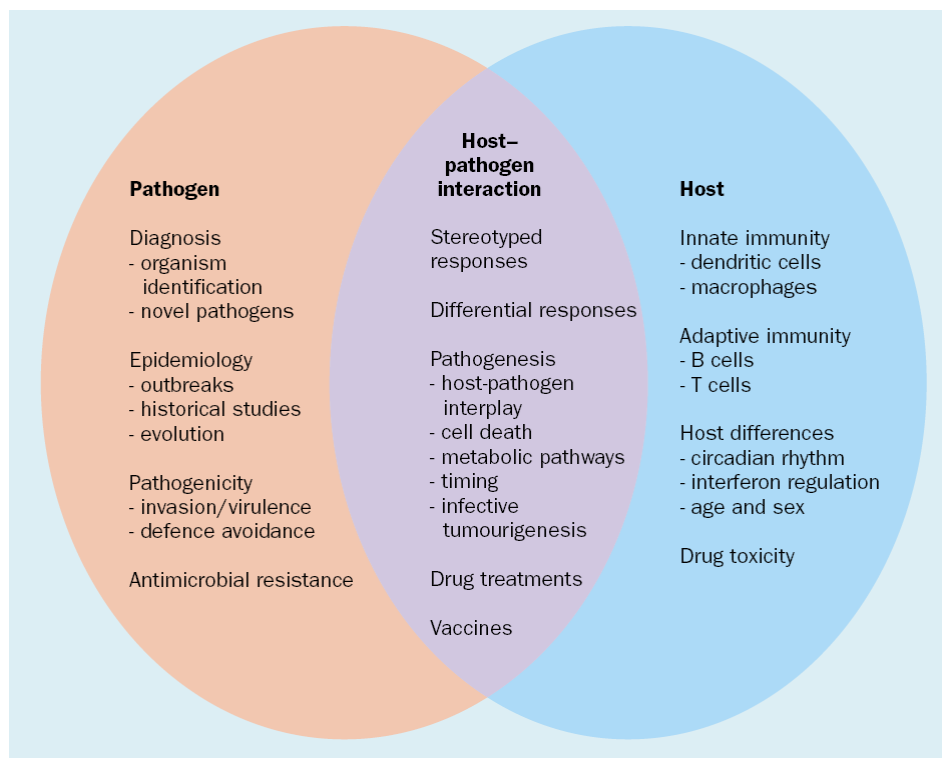 Pathogen
Diagnosis
- organism
identification
- novel pathogens
Epidemiology
- outbreaks
- historical studies
- evolution
Pathogenicity
- invasion/virulence
- defence avoidance
Antimicrobial resistance
Host–
pathogen
interaction
Stereotyped
responses
Differential responses
Pathogenesis
- host-pathogen
interplay
- cell death
- metabolic pathways
- timing
- infective
tumourigenesis
Drug treatments
Vaccines
Host
Innate immunity
- dendritic cells
- macrophages
Adaptive immunity
- B cells
- T cells
Host differences
- circadian rhythm
- interferon regulation
- age and sex
Drug toxicity